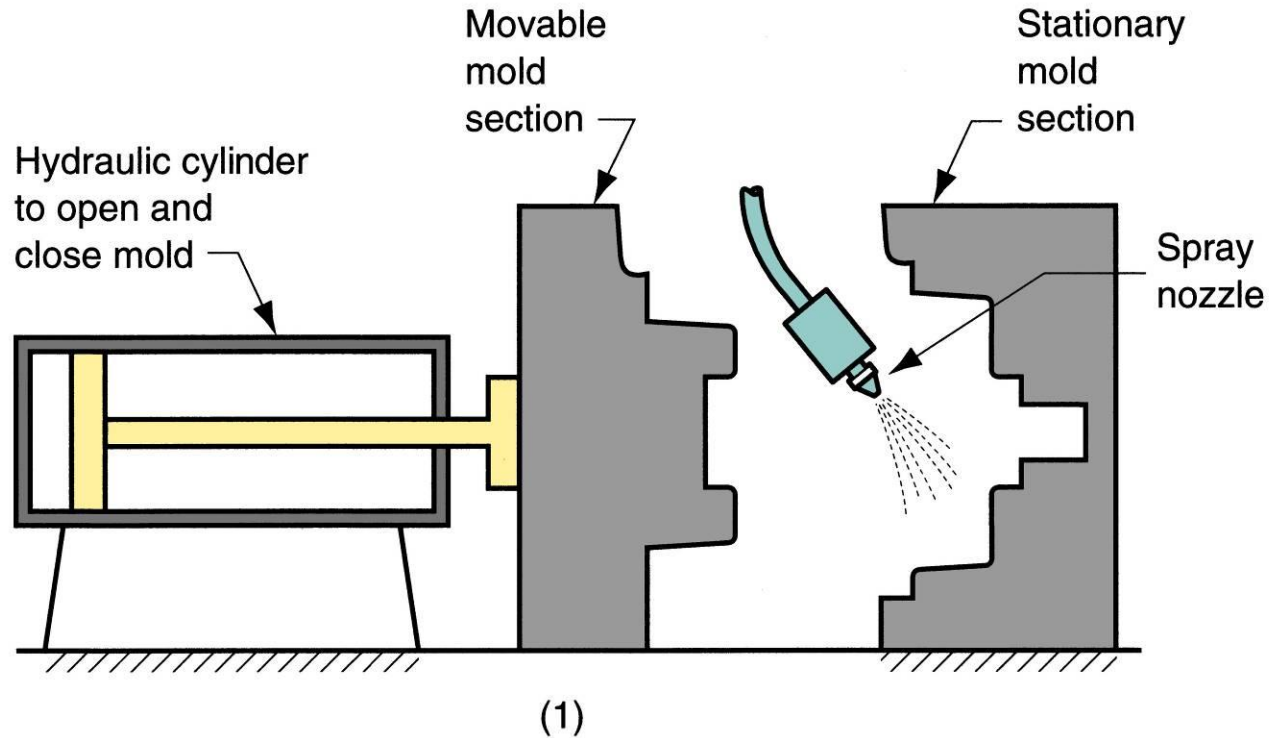 Movable
mold
section
Stationary
mold
section
Hydraulic cylinder
to open and
close mold
Spray
nozzle
(1)